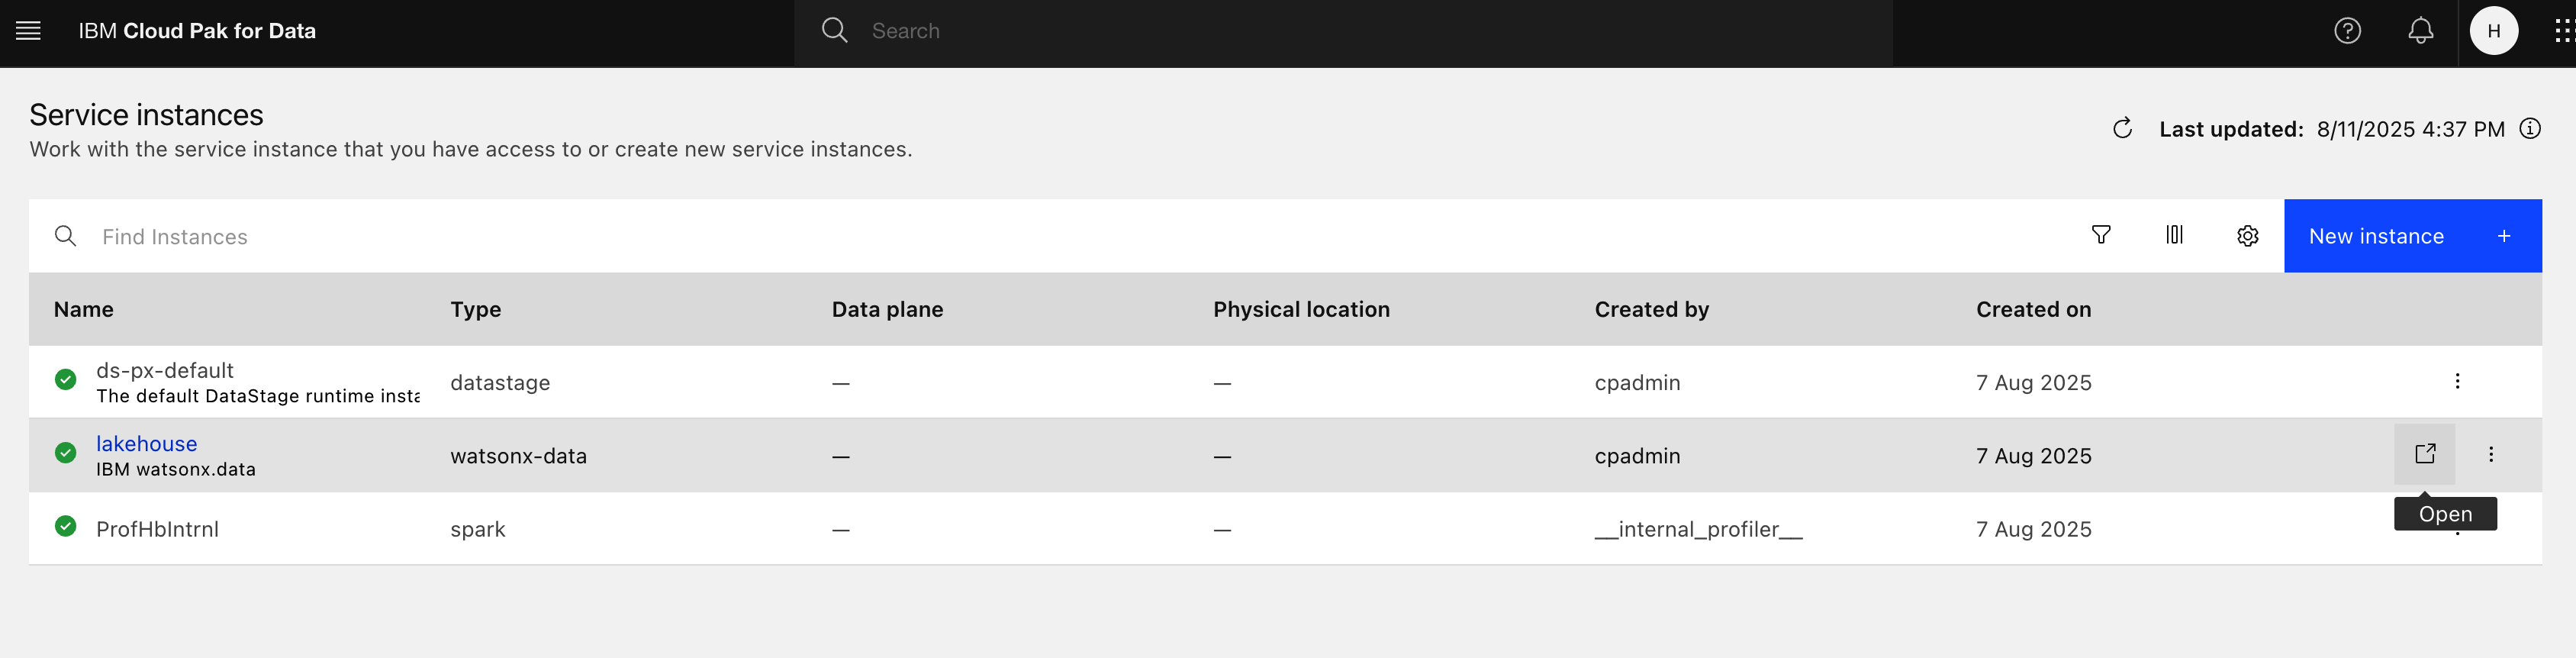 IBM Cloud Pak for Data
Search
H
Service instances
Work with the service instance that you have access to or create new service instances.
Last updated: 8/11/2025 4:37 PM
Find Instances
New instance +
Name Type Data plane Physical location Created by Created on
ds-px-default datastage — — cpadmin 7 Aug 2025
The default DataStage runtime insta
lakehouse watsonx-data — — cpadmin 7 Aug 2025
IBM watsonx.data
ProfHbIntrnl spark — — __internal_profiler__ 7 Aug 2025
Open